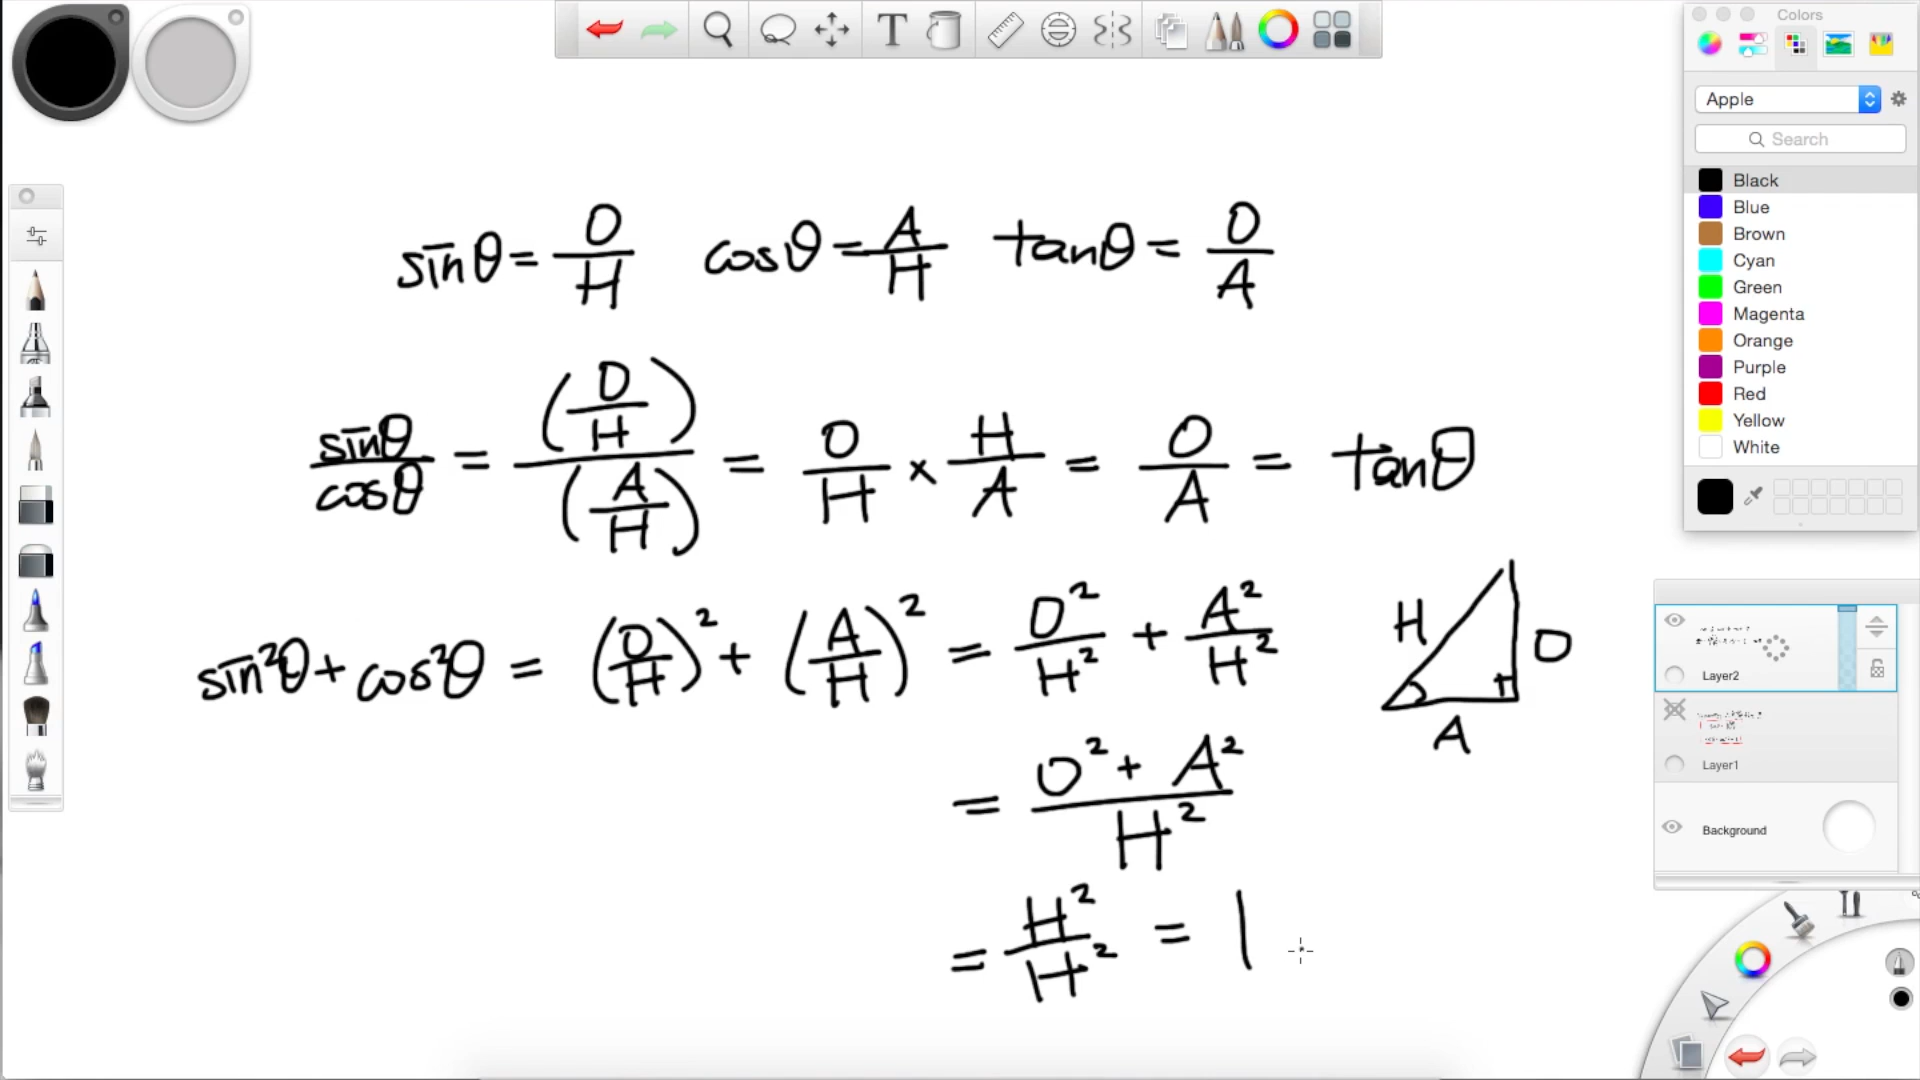 Colors
Apple
Search
Black
Blue
Brown
Cyan
Green
Magenta
Orange
Purple
Red
Yellow
White
sinθ = O/H   cosθ = A/H   tanθ = O/A
sinθ/cosθ = (O/H)/(A/H) = O/H × H/A = O/A = tanθ
sin²θ + cos²θ = (O/H)² + (A/H)² = O²/H² + A²/H²
= (O² + A²)/H²
= H²/H² = 1
H
O
A
Layer2
Layer1
Background